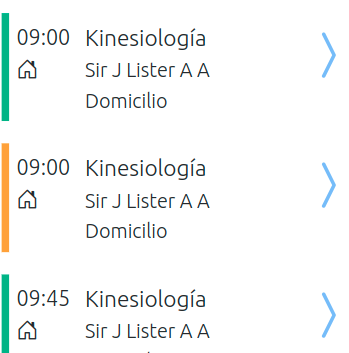 09:00 Kinesiología
Sir J Lister A A
Domicilio
09:00 Kinesiología
Sir J Lister A A
Domicilio
09:45 Kinesiología
Sir J Lister A A